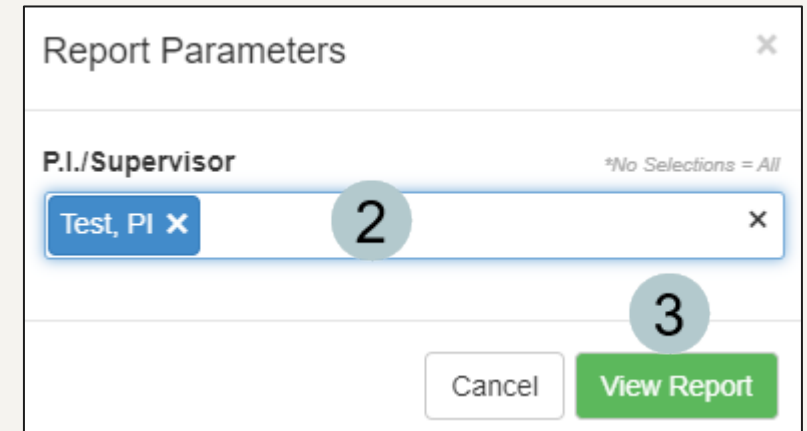 Report Parameters ×
P.I./Supervisor *No Selections = All
Test, PI × 2 ×
3
Cancel View Report